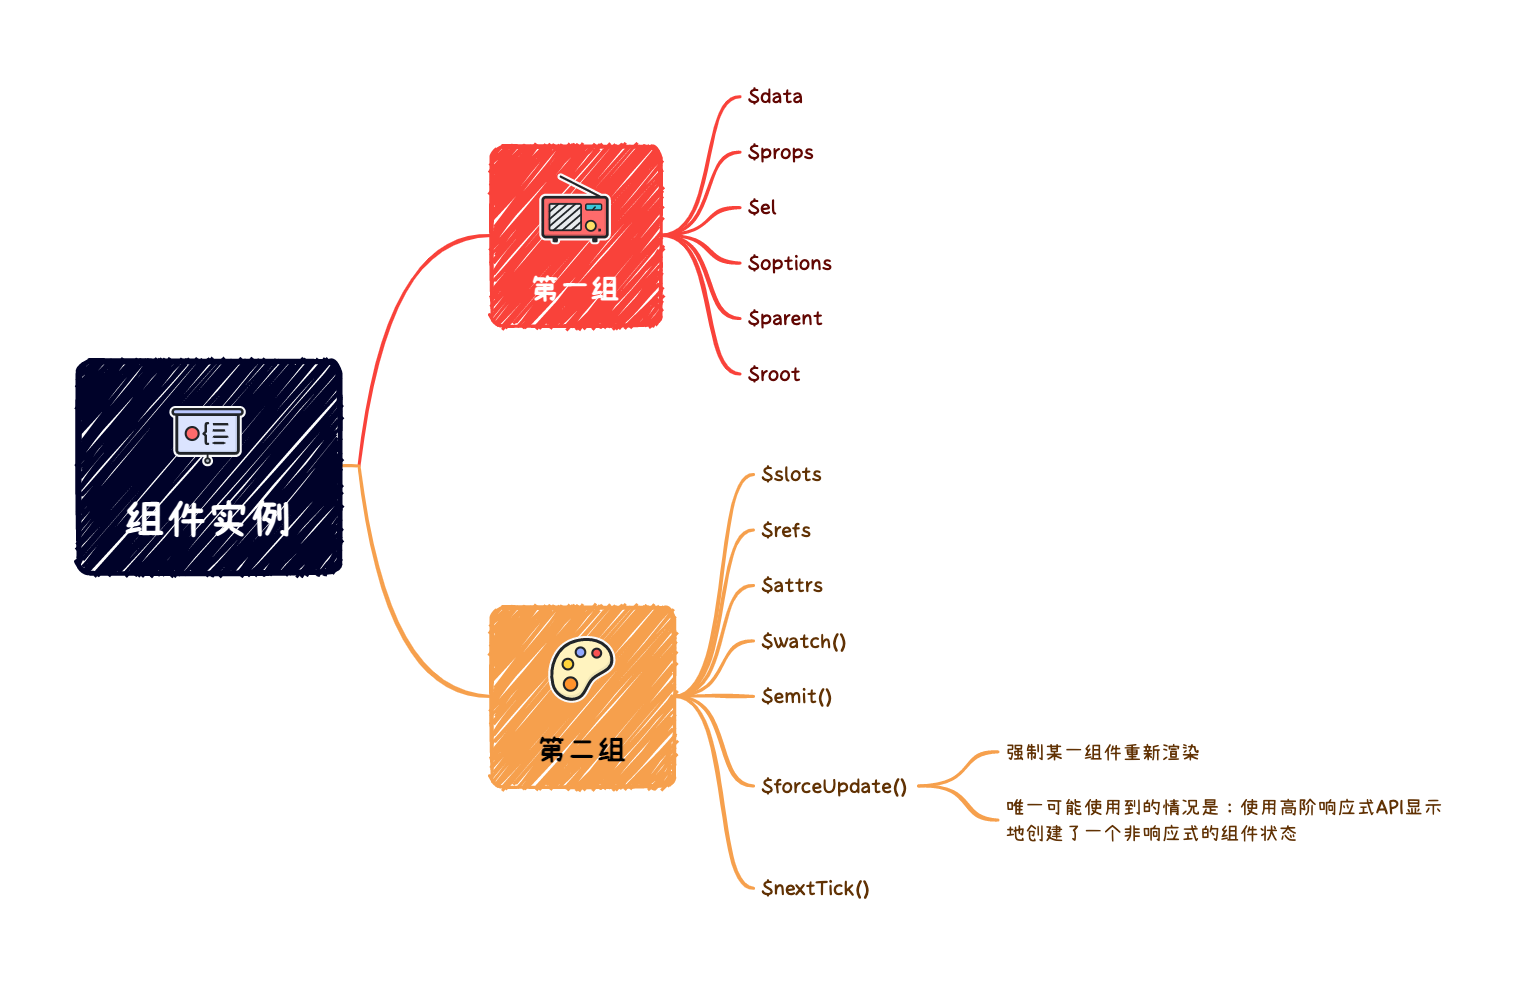 组件实例
第一组
$data
$props
$el
$options
$parent
$root
第二组
$slots
$refs
$attrs
$watch()
$emit()
$forceUpdate()
强制某一组件重新渲染
唯一可能使用到的情况是：使用高阶响应式API显示
地创建了一个非响应式的组件状态
$nextTick()